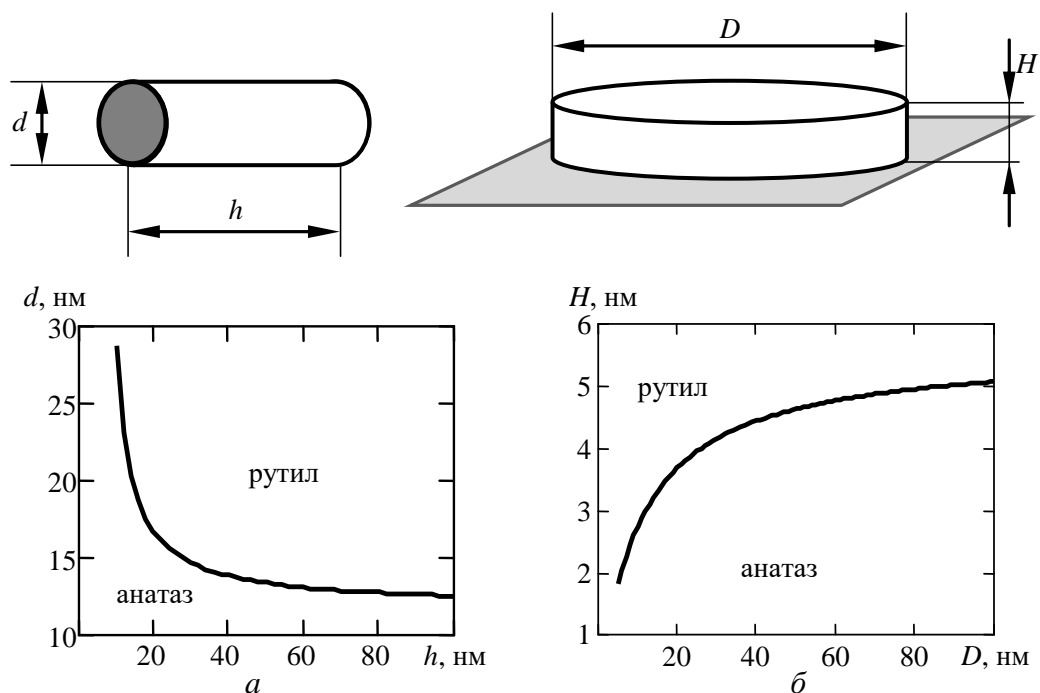 D
H
d
h
d, нм
30
25
20
15
10
рутил
анатаз
20 40 60 80 h, нм
а
H, нм
6
5
4
3
2
1
рутил
анатаз
20 40 60 80 D, нм
б